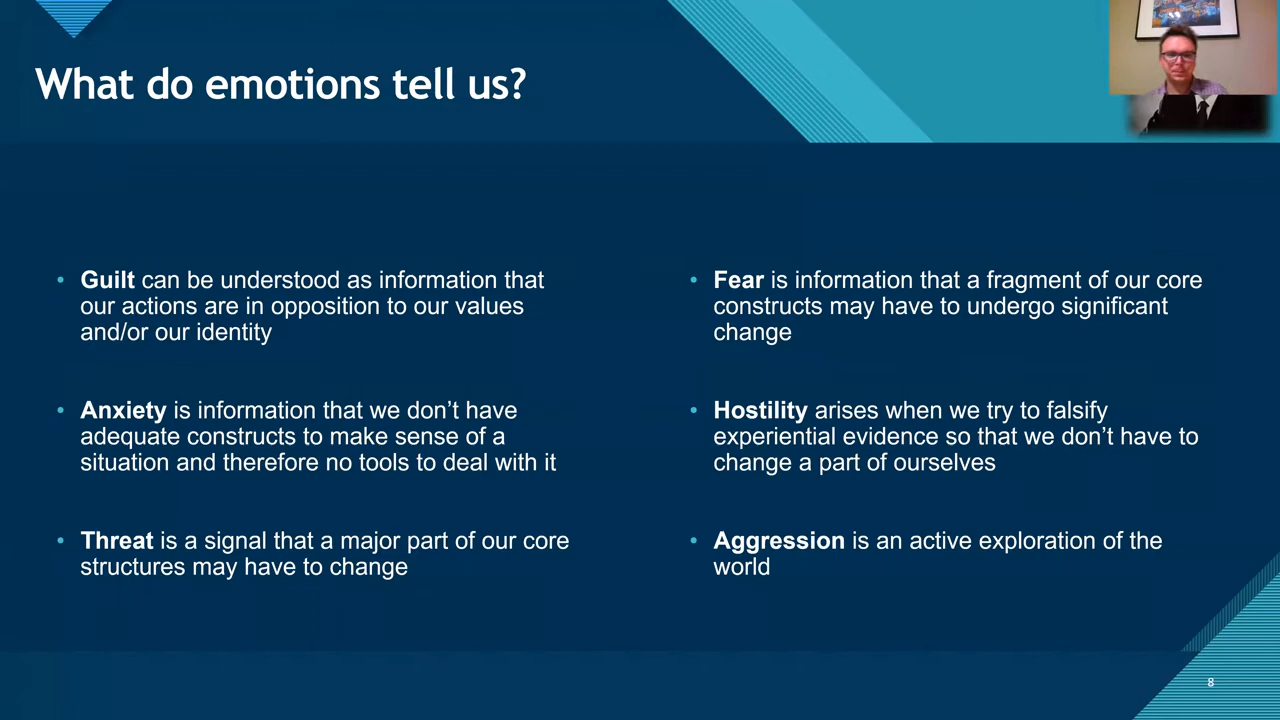 What do emotions tell us?
• Guilt can be understood as information that
our actions are in opposition to our values
and/or our identity
• Anxiety is information that we don’t have
adequate constructs to make sense of a
situation and therefore no tools to deal with it
• Threat is a signal that a major part of our core
structures may have to change
• Fear is information that a fragment of our core
constructs may have to undergo significant
change
• Hostility arises when we try to falsify
experiential evidence so that we don’t have to
change a part of ourselves
• Aggression is an active exploration of the
world
8